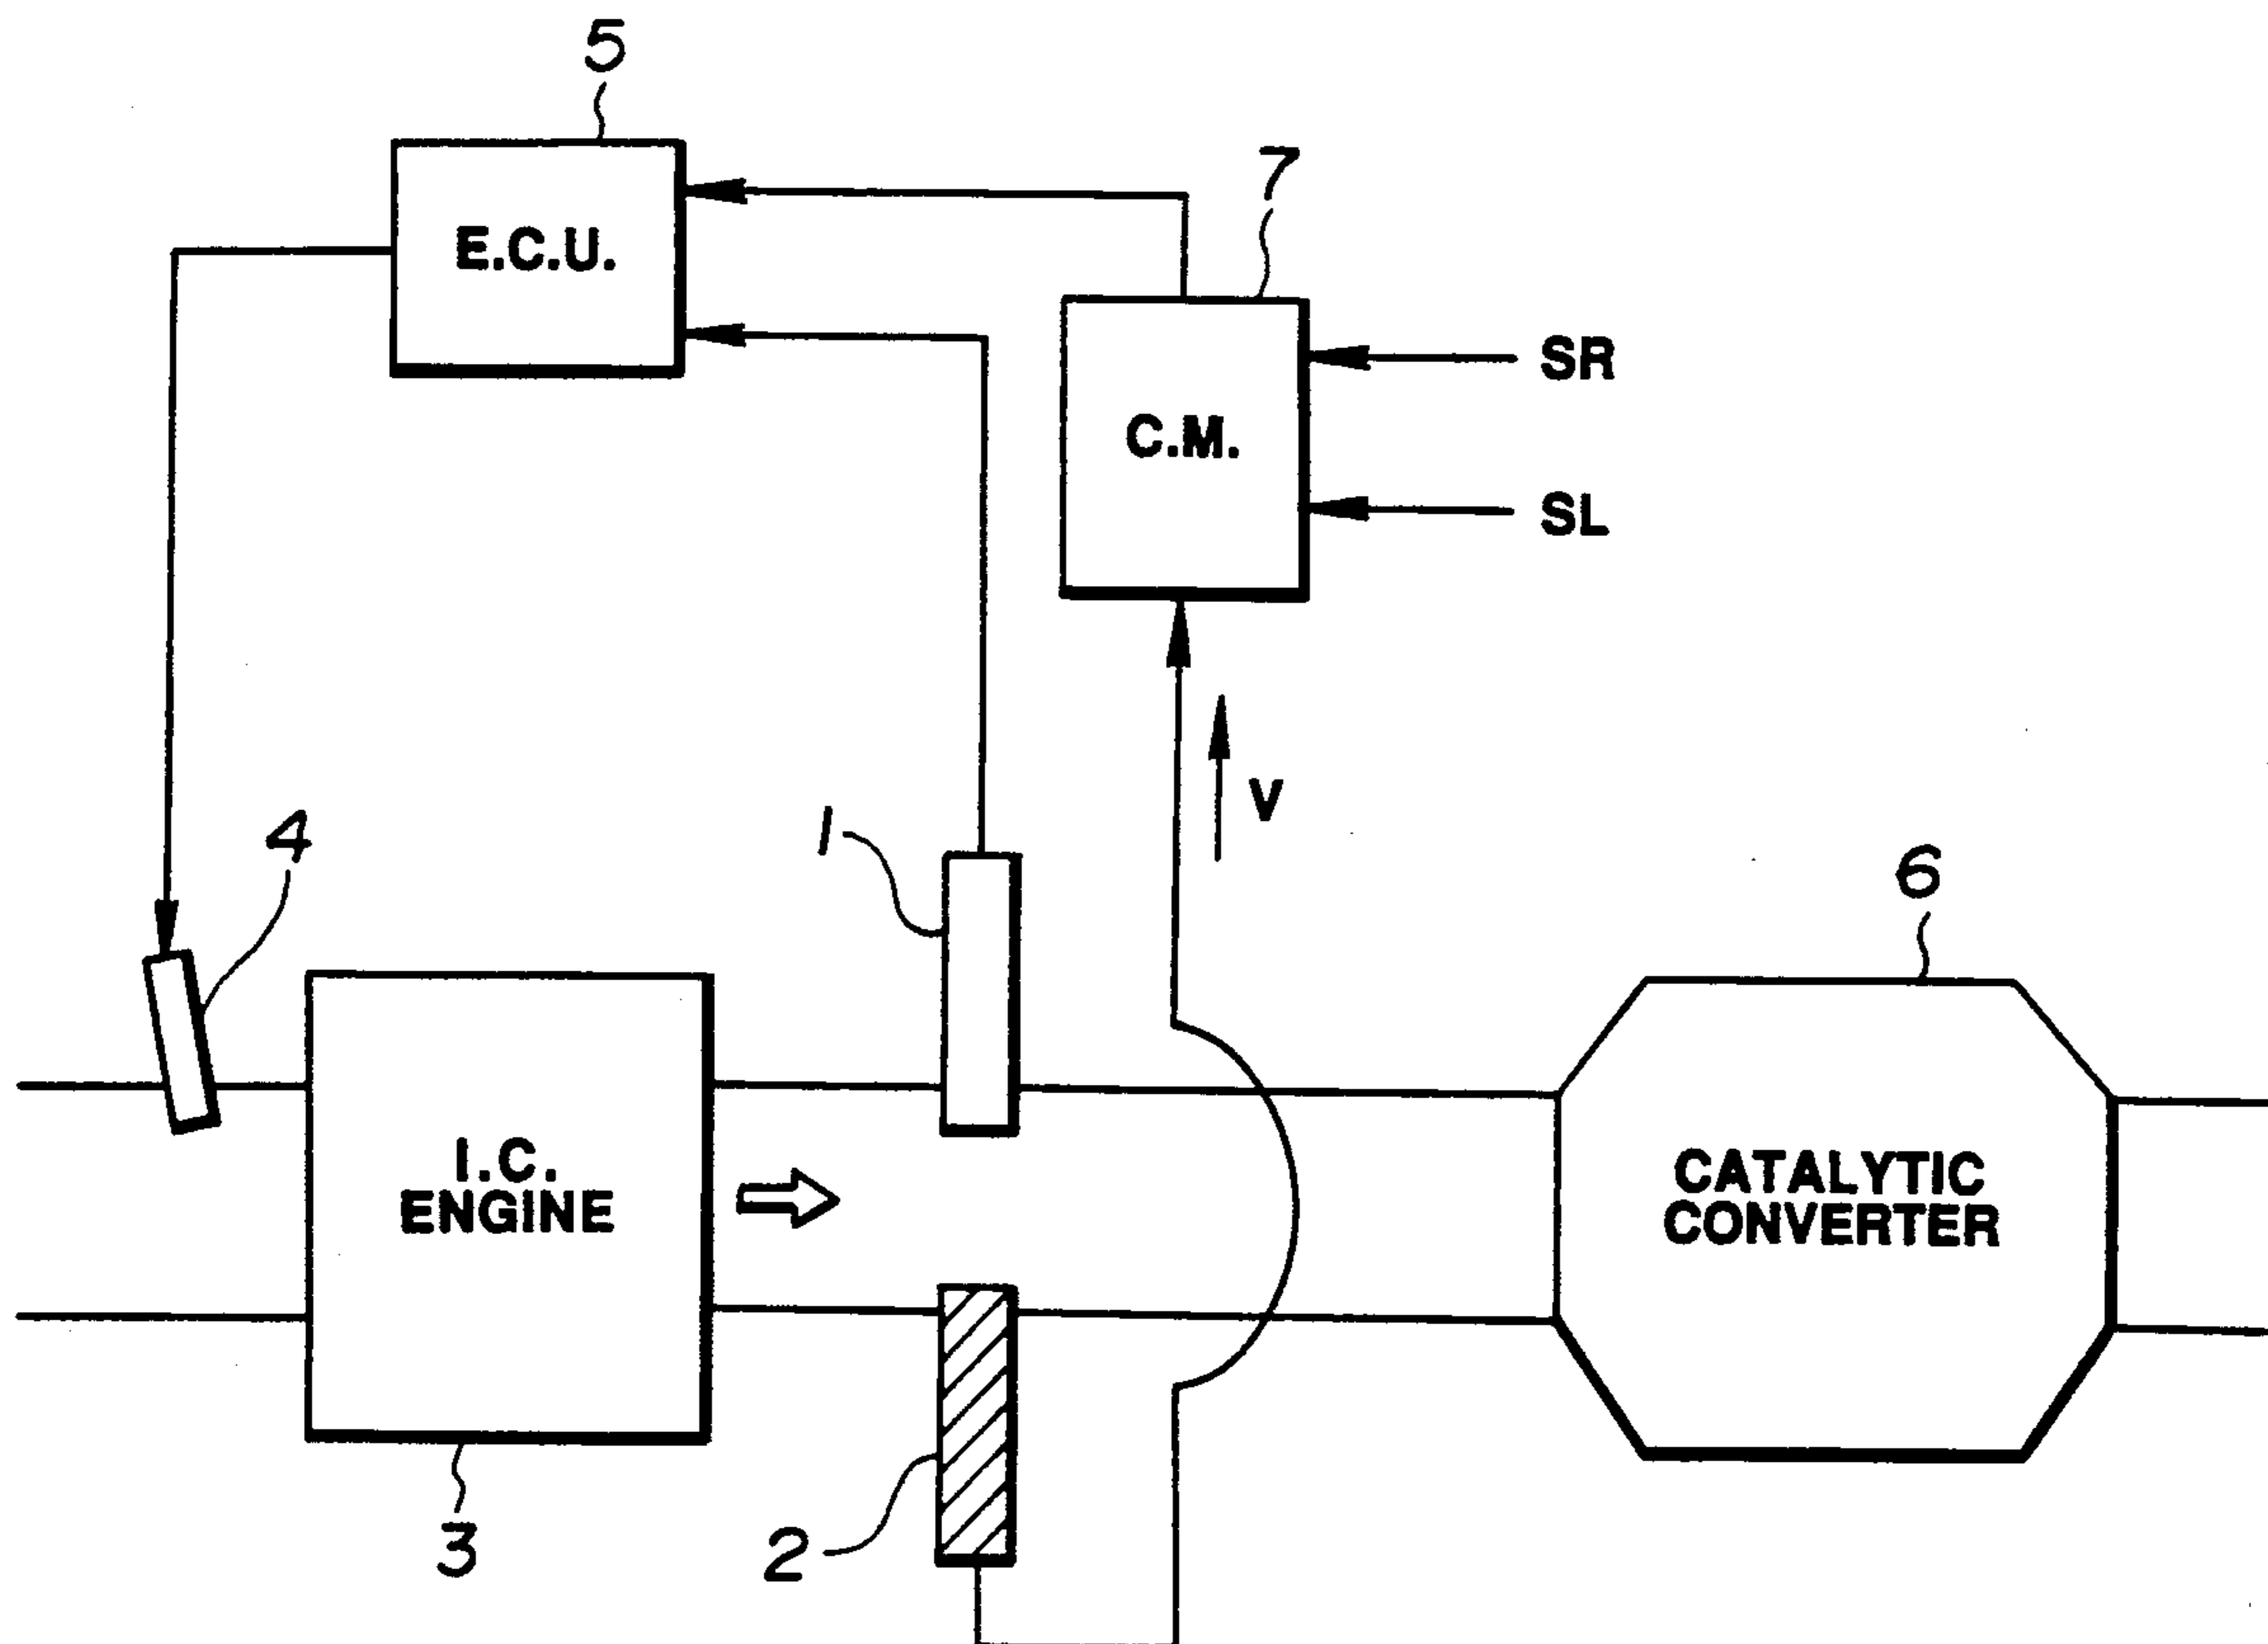 5
7
E.C.U.
SR
C.M.
SL
V
4
1
6
I.C.
ENGINE
CATALYTIC
CONVERTER
3
2